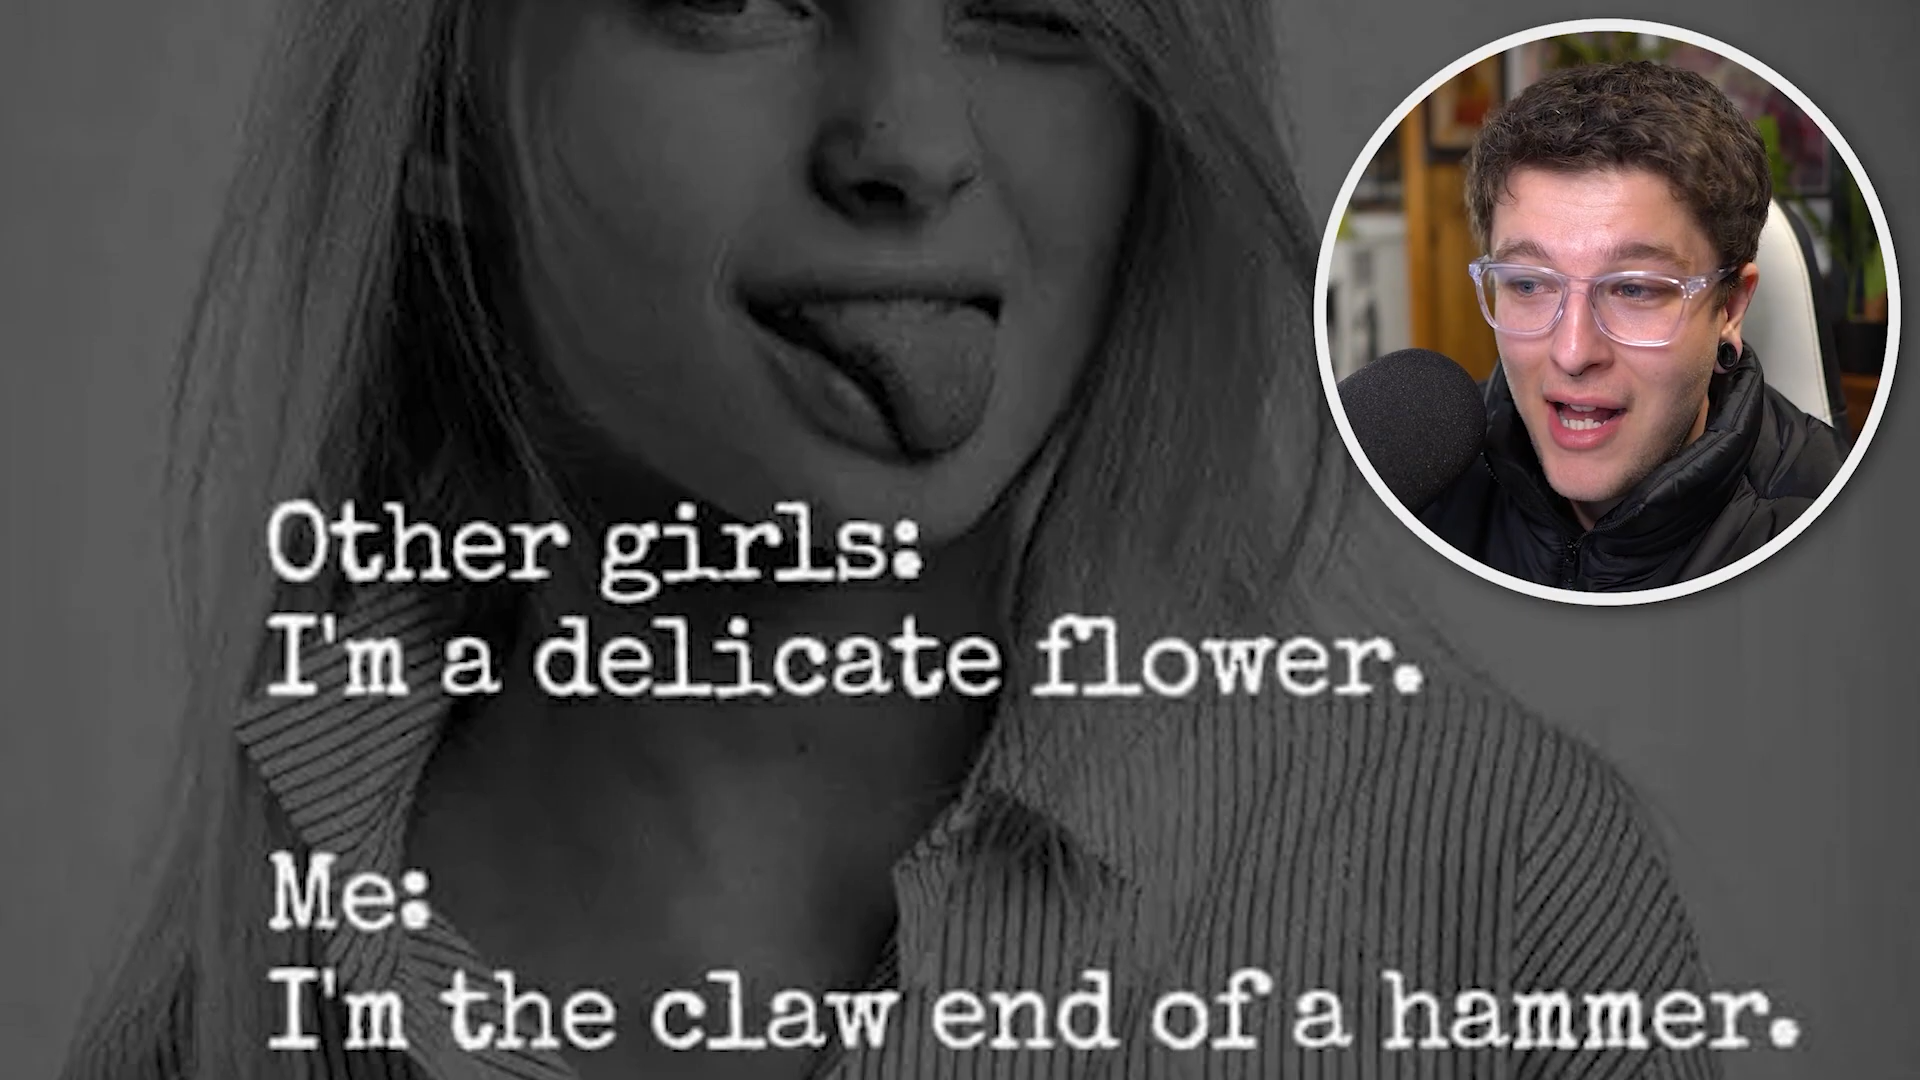 Other girls:
I'm a delicate flower.
Me:
I'm the claw end of a hammer.